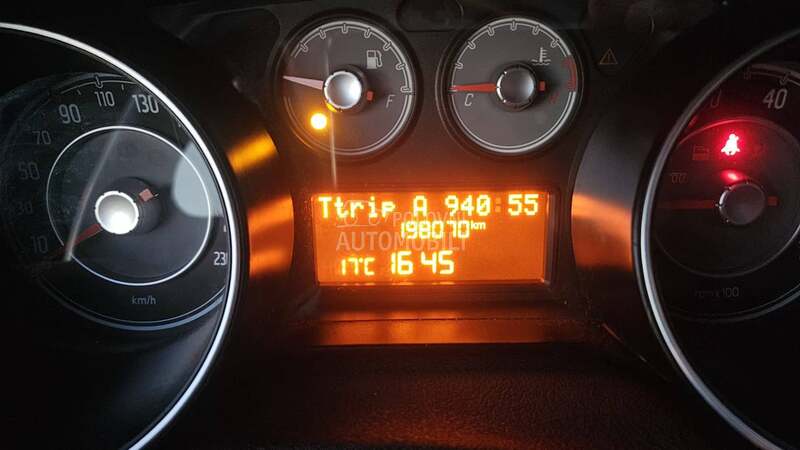 110
90 130
70
50
30
10
230
km/h
F
C
40
Ttrip A 940:55
POLOVNI
AUTOMOBILI
198070km
17°C 16 45
rpm x 100